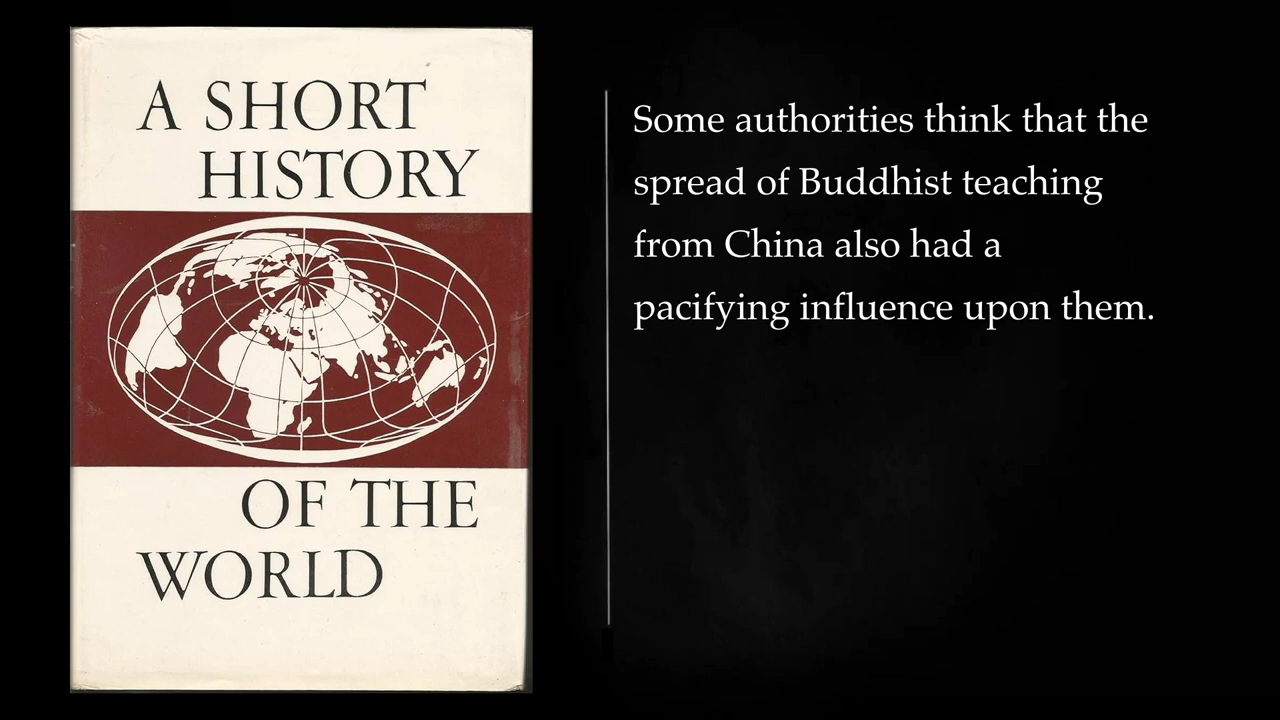 A SHORT
HISTORY
OF THE
WORLD
Some authorities think that the
spread of Buddhist teaching
from China also had a
pacifying influence upon them.